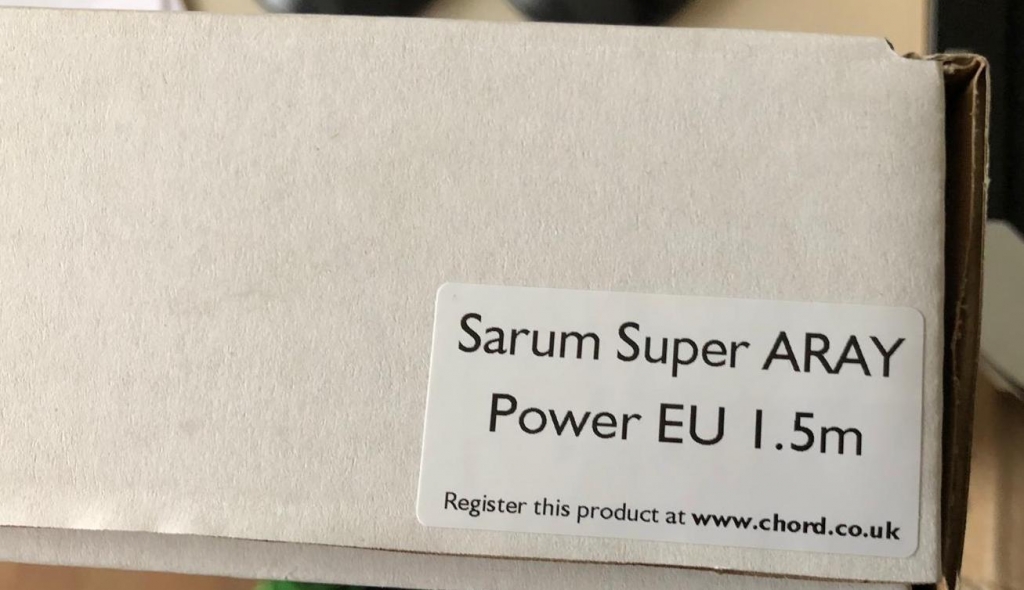 Sarum Super ARAY
Power EU 1.5m
Register this product at www.chord.co.uk